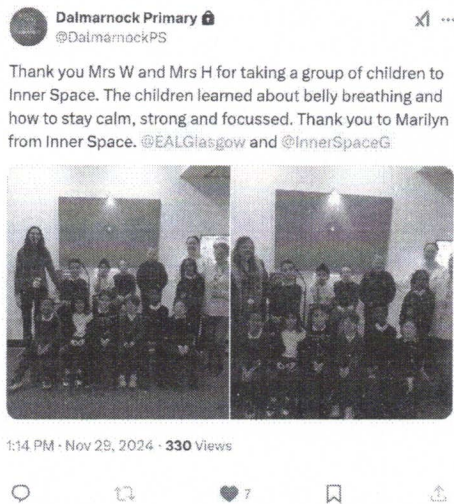 Dalmarnock Primary
@DalmarnockPS
Thank you Mrs W and Mrs H for taking a group of children to
Inner Space. The children learned about belly breathing and
how to stay calm, strong and focussed. Thank you to Marilyn
from Inner Space. @EALGlasgow and @InnerSpaceG
1:14 PM · Nov 29, 2024 · 330 Views
7